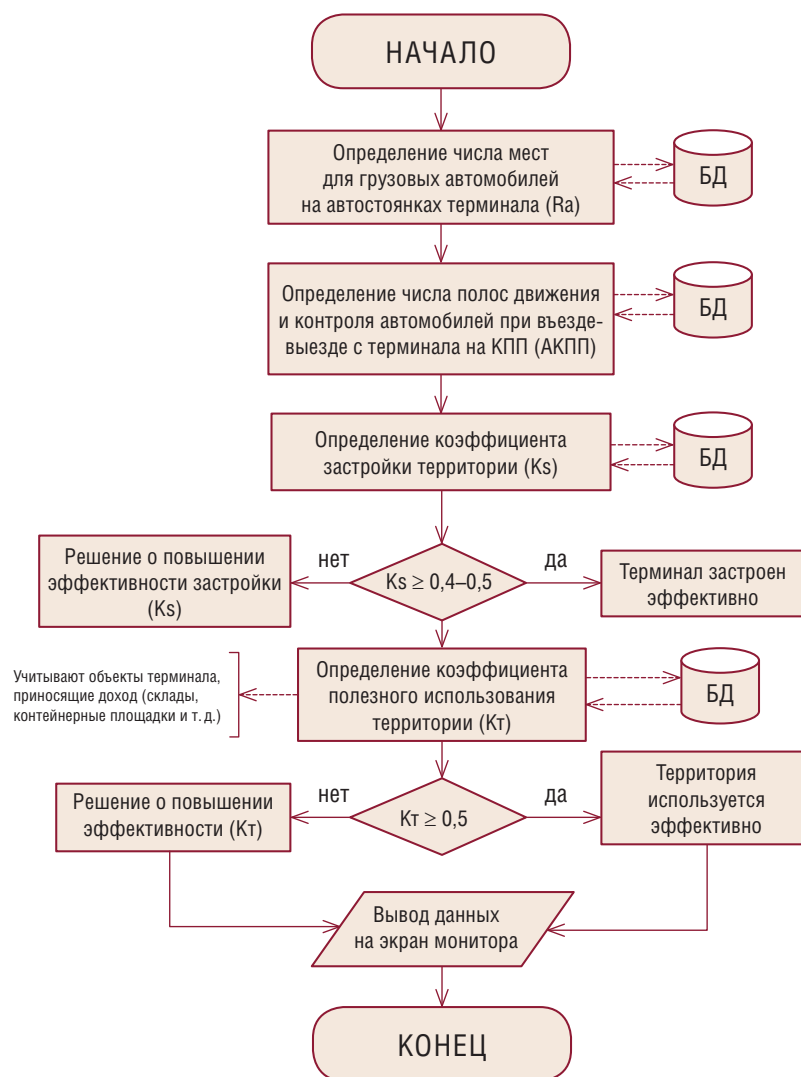 НАЧАЛО
Определение числа мест
для грузовых автомобилей
на автостоянках терминала (Ra)
БД
Определение числа полос движения
и контроля автомобилей при въезде-
выезде с терминала на КПП (АКПП)
БД
Определение коэффициента
застройки территории (Ks)
БД
Решение о повышении
эффективности застройки
(Ks)
нет
Ks ≥ 0,4–0,5
да
Терминал застроен
эффективно
Учитывают объекты терминала,
приносящие доход (склады,
контейнерные площадки и т. д.)
Определение коэффициента
полезного использования
территории (Кт)
БД
Решение о повышении
эффективности (Кт)
нет
Кт ≥ 0,5
да
Территория
используется
эффективно
Вывод данных
на экран монитора
КОНЕЦ